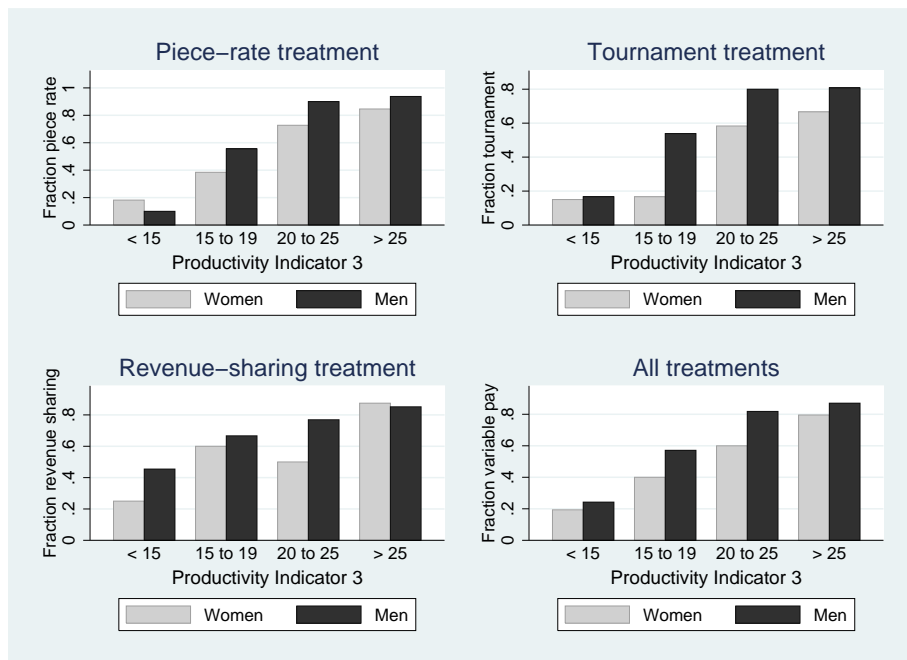 Piece−rate treatment
Fraction piece rate
0 .2 .4 .6 .8 1
< 15 15 to 19 20 to 25 > 25
Productivity Indicator 3
Women Men
Tournament treatment
Fraction tournament
0 .2 .4 .6 .8
< 15 15 to 19 20 to 25 > 25
Productivity Indicator 3
Women Men
Revenue−sharing treatment
Fraction revenue sharing
0 .2 .4 .6 .8
< 15 15 to 19 20 to 25 > 25
Productivity Indicator 3
Women Men
All treatments
Fraction variable pay
0 .2 .4 .6 .8
< 15 15 to 19 20 to 25 > 25
Productivity Indicator 3
Women Men